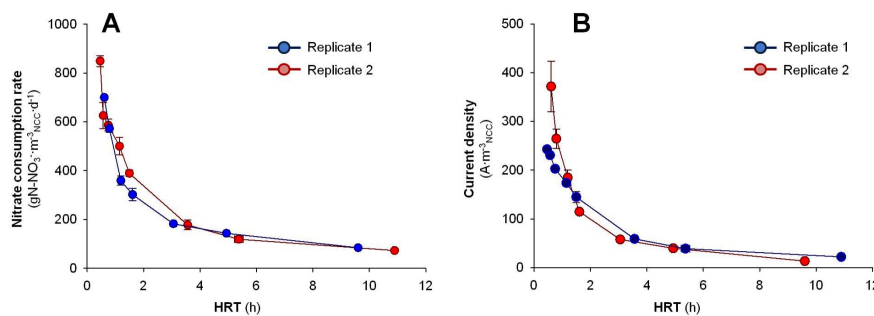 A
Nitrate consumption rate
(gN-NO₃⁻·m⁻³NCC·d⁻¹)
1000
800
600
400
200
0
Replicate 1
Replicate 2
0 2 4 6 8 10 12
HRT (h)
B
Current density
(A·m⁻³NCC)
500
400
300
200
100
0
Replicate 1
Replicate 2
0 2 4 6 8 10 12
HRT (h)